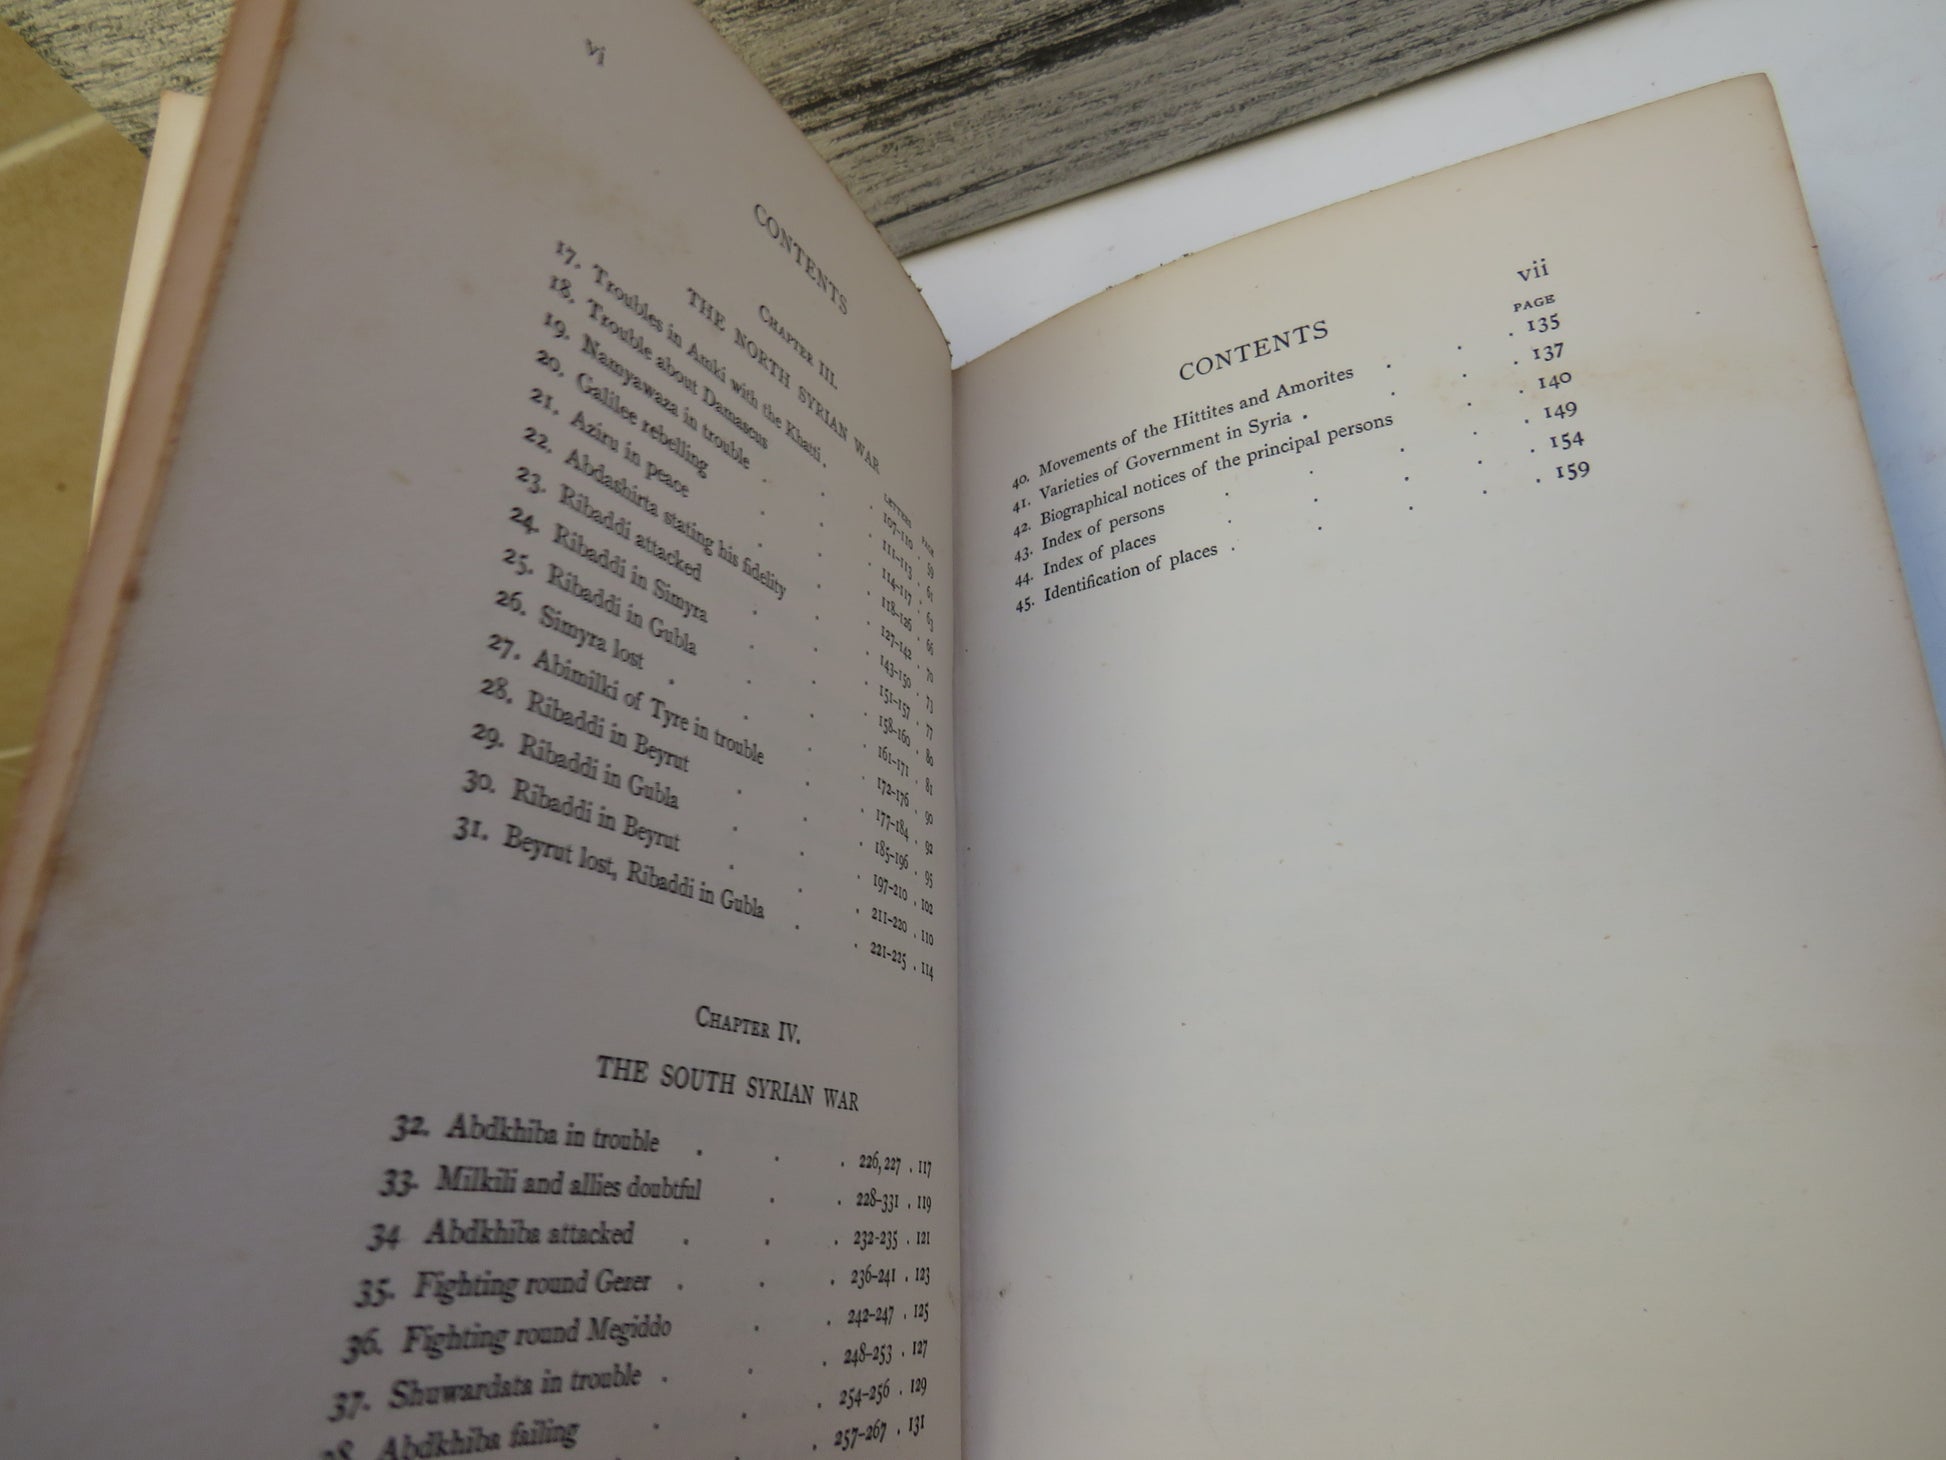 vi
CONTENTS
CHAPTER III.
THE NORTH SYRIAN WAR
LETTERS PAGE
17. Troubles in Amki with the Khatti . . 107-110 . 59
18. Trouble about Damascus . . . 111-113 . 61
19. Namyawaza in trouble . . . 114-117 . 63
20. Galilee rebelling . . . 118-126 . 66
21. Aziru in peace . . . 127-142 . 70
22. Abdashirta stating his fidelity . . 143-150 . 73
23. Ribaddi attacked . . . 151-157 . 77
24. Ribaddi in Simyra . . . 158-160 . 80
25. Ribaddi in Gubla . . . 161-171 . 81
26. Simyra lost . . . 172-176 . 90
27. Abimilki of Tyre in trouble . . 177-184 . 92
28. Ribaddi in Beyrut . . . 185-196 . 95
29. Ribaddi in Gubla . . . 197-210 . 102
30. Ribaddi in Beyrut . . . 211-220 . 110
31. Beyrut lost, Ribaddi in Gubla . . 221-225 . 114
CHAPTER IV.
THE SOUTH SYRIAN WAR
32. Abdkhiba in trouble . . . 226, 227 . 117
33. Milkili and allies doubtful . . 228-331 . 119
34 Abdkhiba attacked . . . 232-235 . 121
35. Fighting round Gezer . . . 236-241 . 123
36. Fighting round Megiddo . . 242-247 . 125
37. Shuwardata in trouble . . . 248-253 . 127
38. Abdkhiba failing . . . 254-256 . 129
. . . 257-267 . 131
vii
CONTENTS
PAGE
40. Movements of the Hittites and Amorites . . . 135
41. Varieties of Government in Syria . . . . 137
42. Biographical notices of the principal persons . . 140
43. Index of persons . . . . 149
44. Index of places . . . . . 154
45. Identification of places . . . . . 159